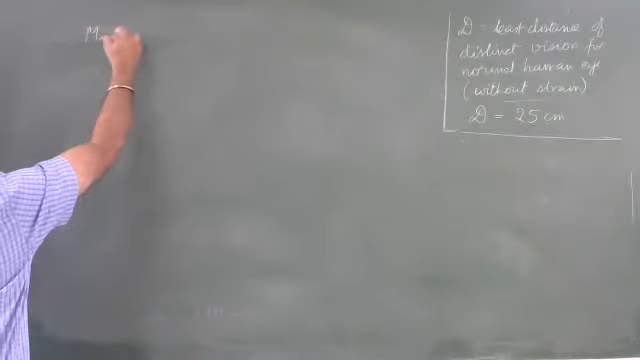 M
D = least distance of
distinct vision for
normal human eye
(without strain)
D = 25 cm